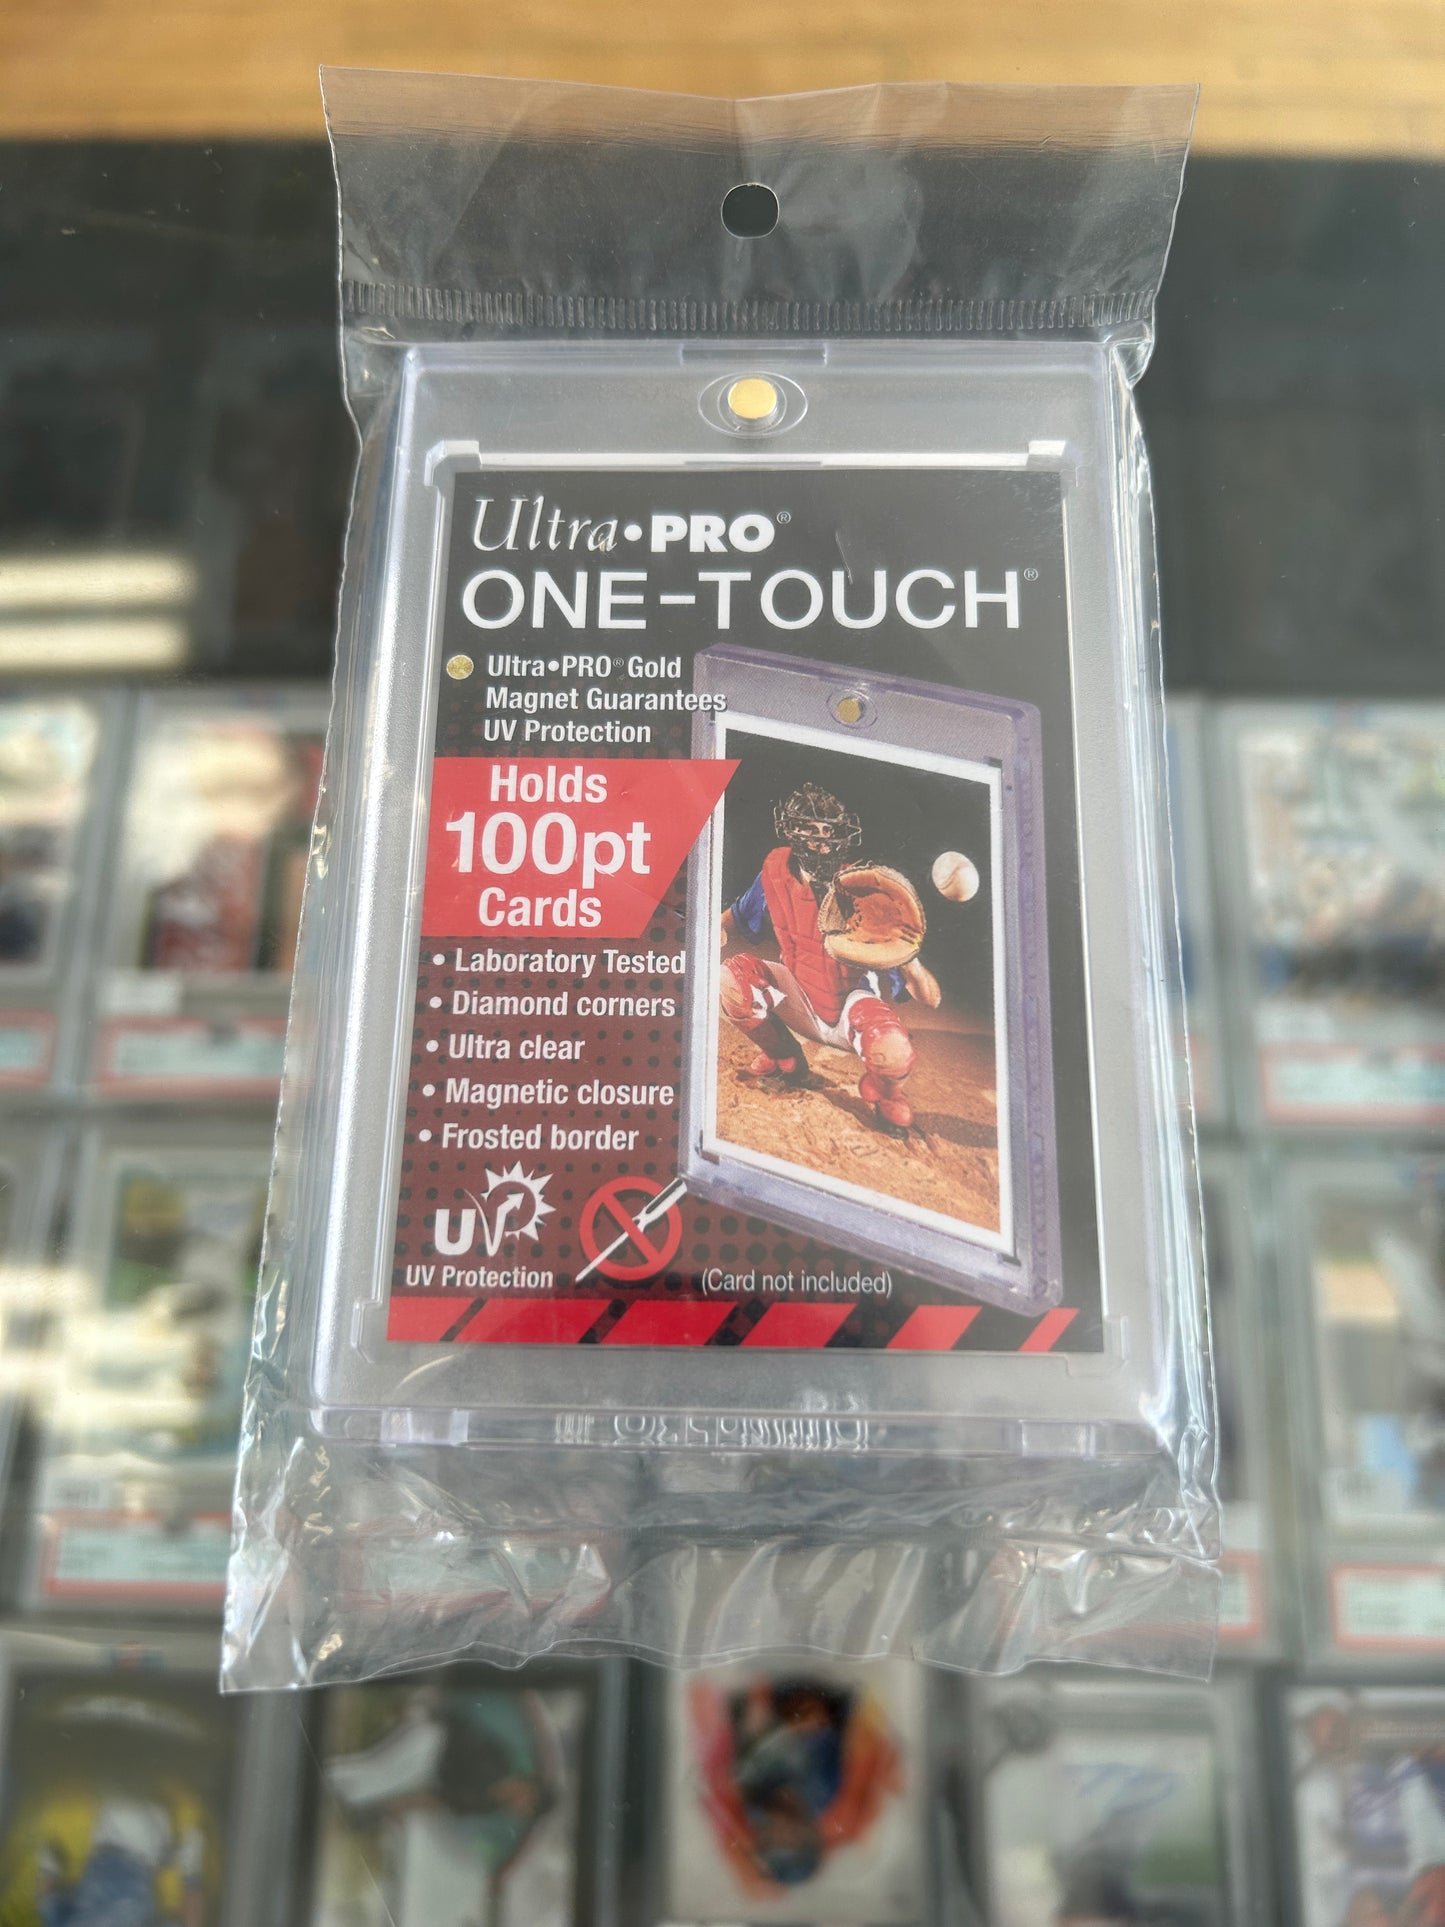 Ultra•PRO®
ONE-TOUCH®
Ultra•PRO® Gold
Magnet Guarantees
UV Protection
Holds
100pt
Cards
• Laboratory Tested
• Diamond corners
• Ultra clear
• Magnetic closure
• Frosted border
UV
UV Protection
(Card not included)